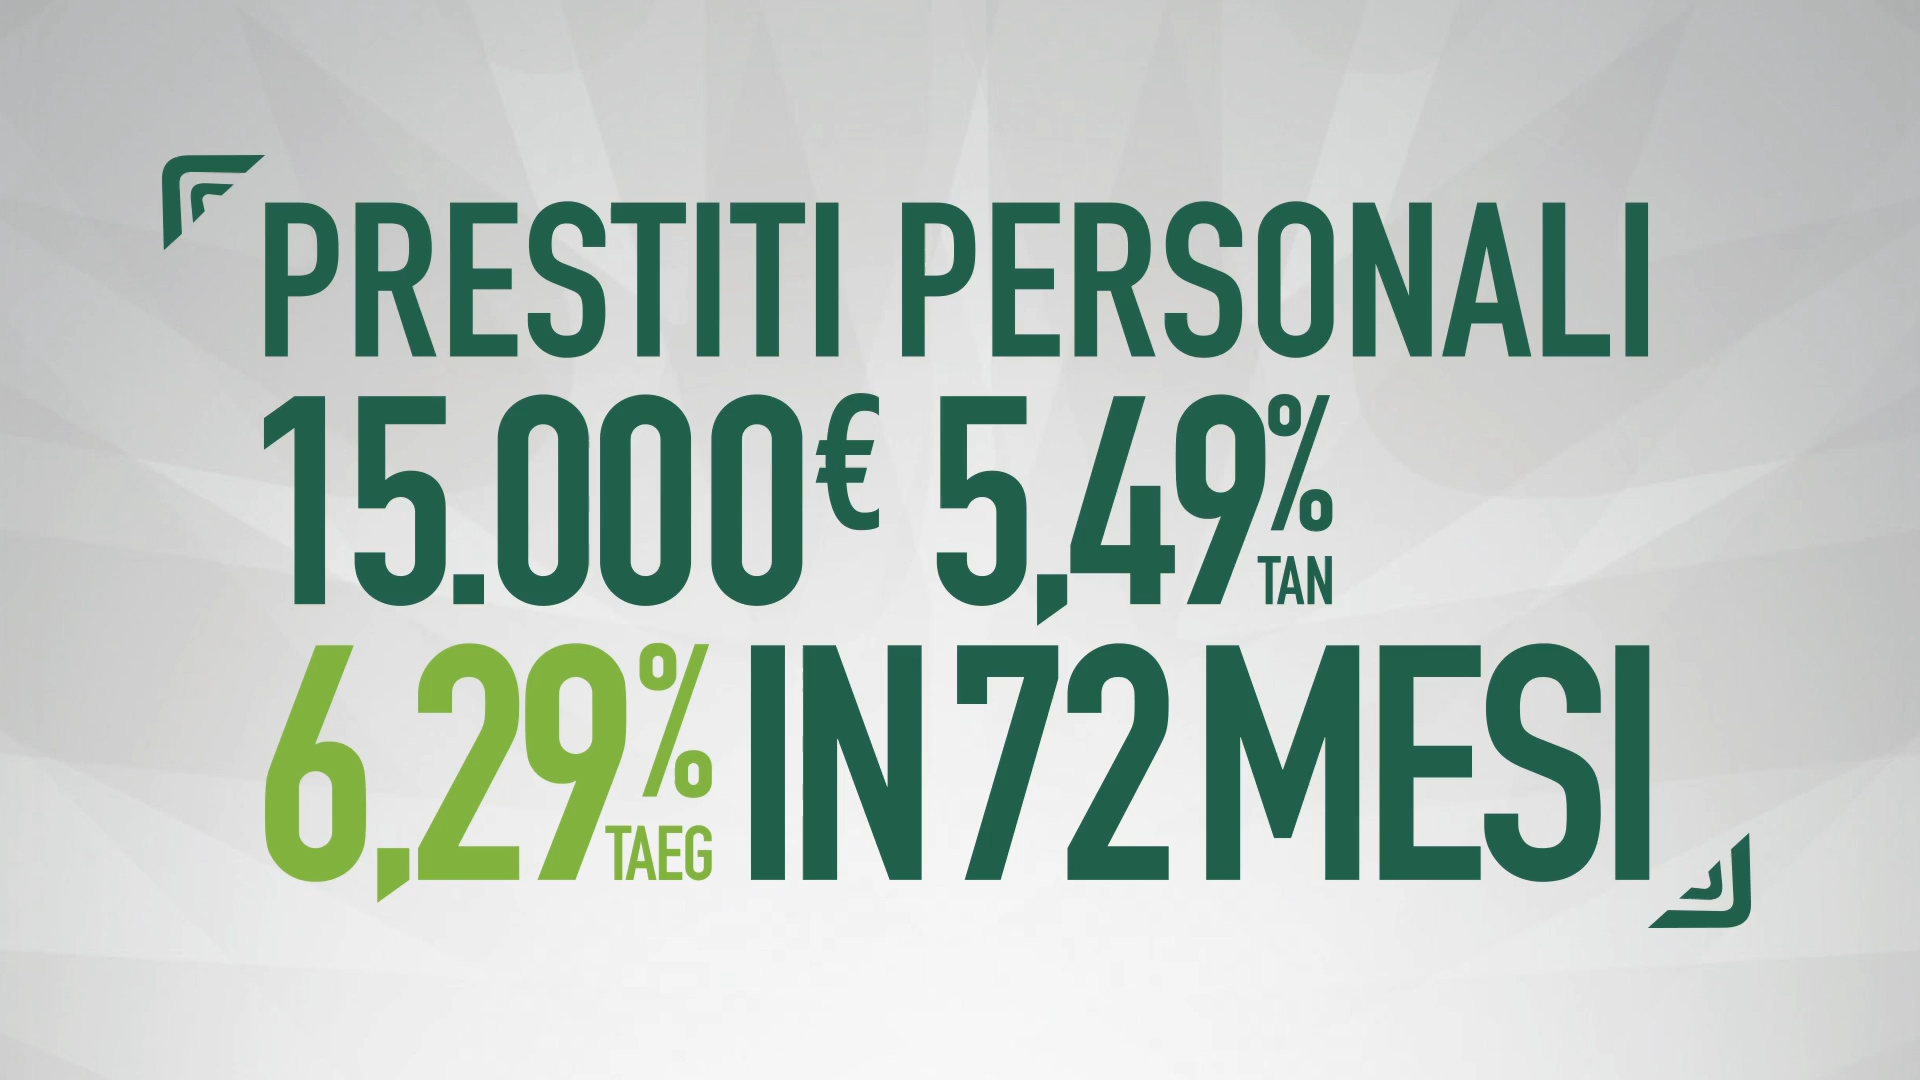 PRESTITI PERSONALI
15.000€ 5,49% TAN
6,29% TAEG IN 72 MESI